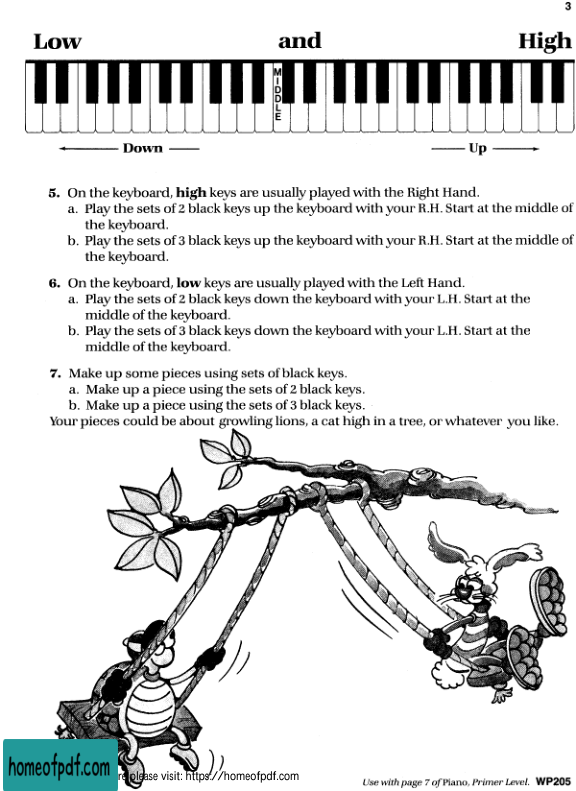 3
Low and High
MIDDLE
Down Up
5. On the keyboard, high keys are usually played with the Right Hand.
a. Play the sets of 2 black keys up the keyboard with your R.H. Start at the middle of
the keyboard.
b. Play the sets of 3 black keys up the keyboard with your R.H. Start at the middle of
the keyboard.
6. On the keyboard, low keys are usually played with the Left Hand.
a. Play the sets of 2 black keys down the keyboard with your L.H. Start at the
middle of the keyboard.
b. Play the sets of 3 black keys down the keyboard with your L.H. Start at the
middle of the keyboard.
7. Make up some pieces using sets of black keys.
a. Make up a piece using the sets of 2 black keys.
b. Make up a piece using the sets of 3 black keys.
Your pieces could be about growling lions, a cat high in a tree, or whatever you like.
homeofpdf.com
please visit: https://homeofpdf.com
Use with page 7 of Piano, Primer Level. WP205